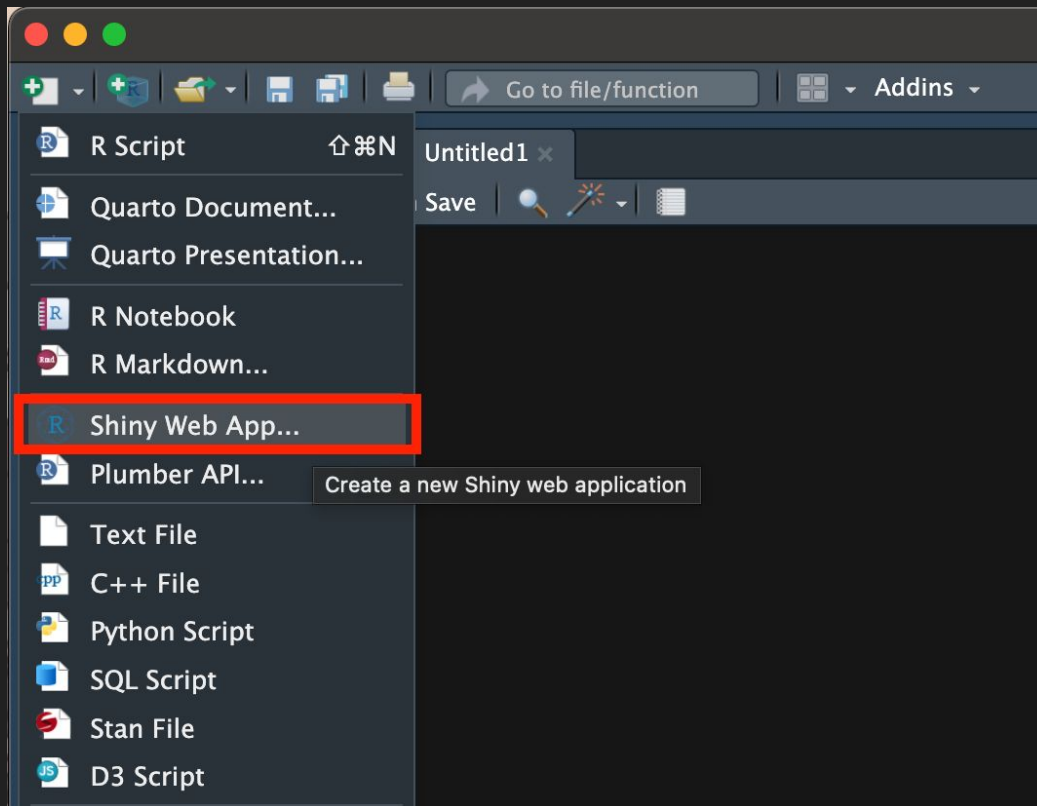 Go to file/function
Addins
R Script ⇧⌘N
Untitled1
Save
Quarto Document...
Quarto Presentation...
R Notebook
R Markdown...
Shiny Web App...
Plumber API...
Create a new Shiny web application
Text File
C++ File
Python Script
SQL Script
Stan File
D3 Script